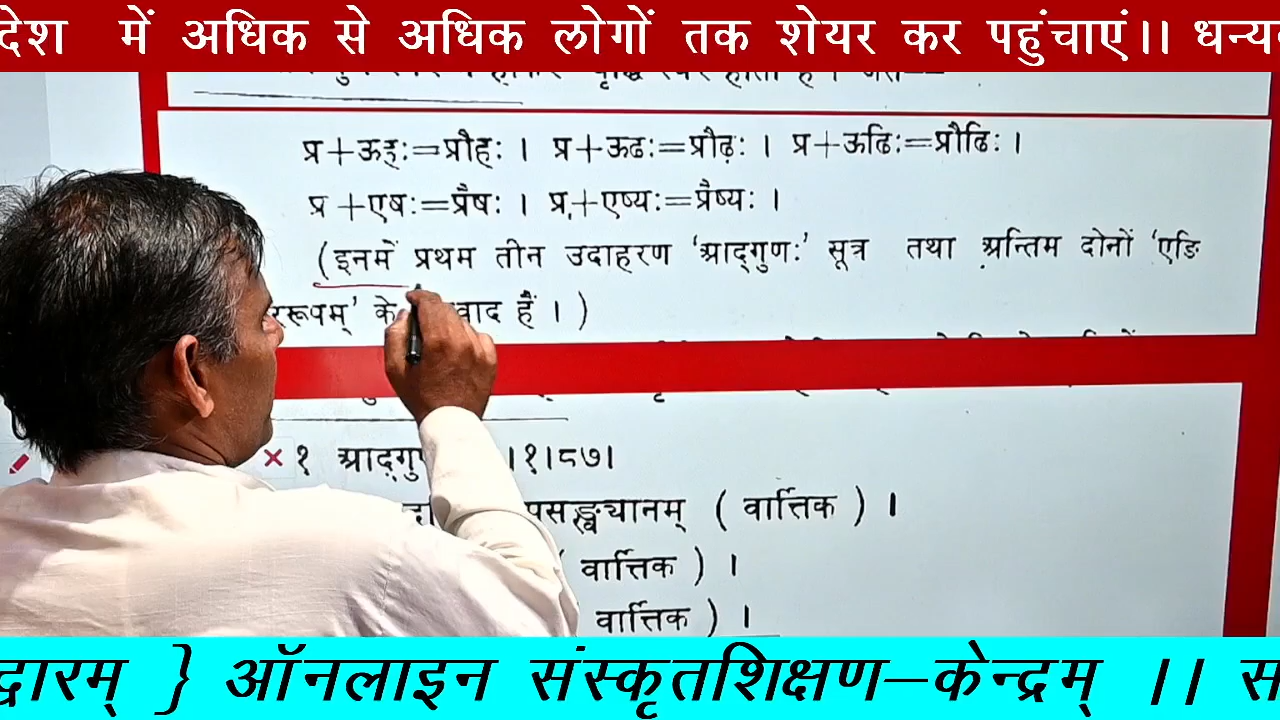 देश में अधिक से अधिक लोगों तक शेयर कर पहुंचाएं।। धन्य
प्र+ऊहः=प्रौहः । प्र+ऊढः=प्रौढ़ः । प्र+ऊढिः=प्रौढिः ।
प्र +एषः=प्रैषः । प्र+एष्यः=प्रैष्यः ।
(इनमें प्रथम तीन उदाहरण ‘आद्गुणः’ सूत्र तथा अन्तिम दोनों ‘एङि
ररूपम्’ के वाद हैं । )
× १ आद्गु ।१।८७।
पसङ्ख्यानम् ( वार्त्तिक ) ।
( वार्त्तिक ) ।
वार्त्तिक ) ।
द्वारम् } ऑनलाइन संस्कृतशिक्षण–केन्द्रम् ।। स